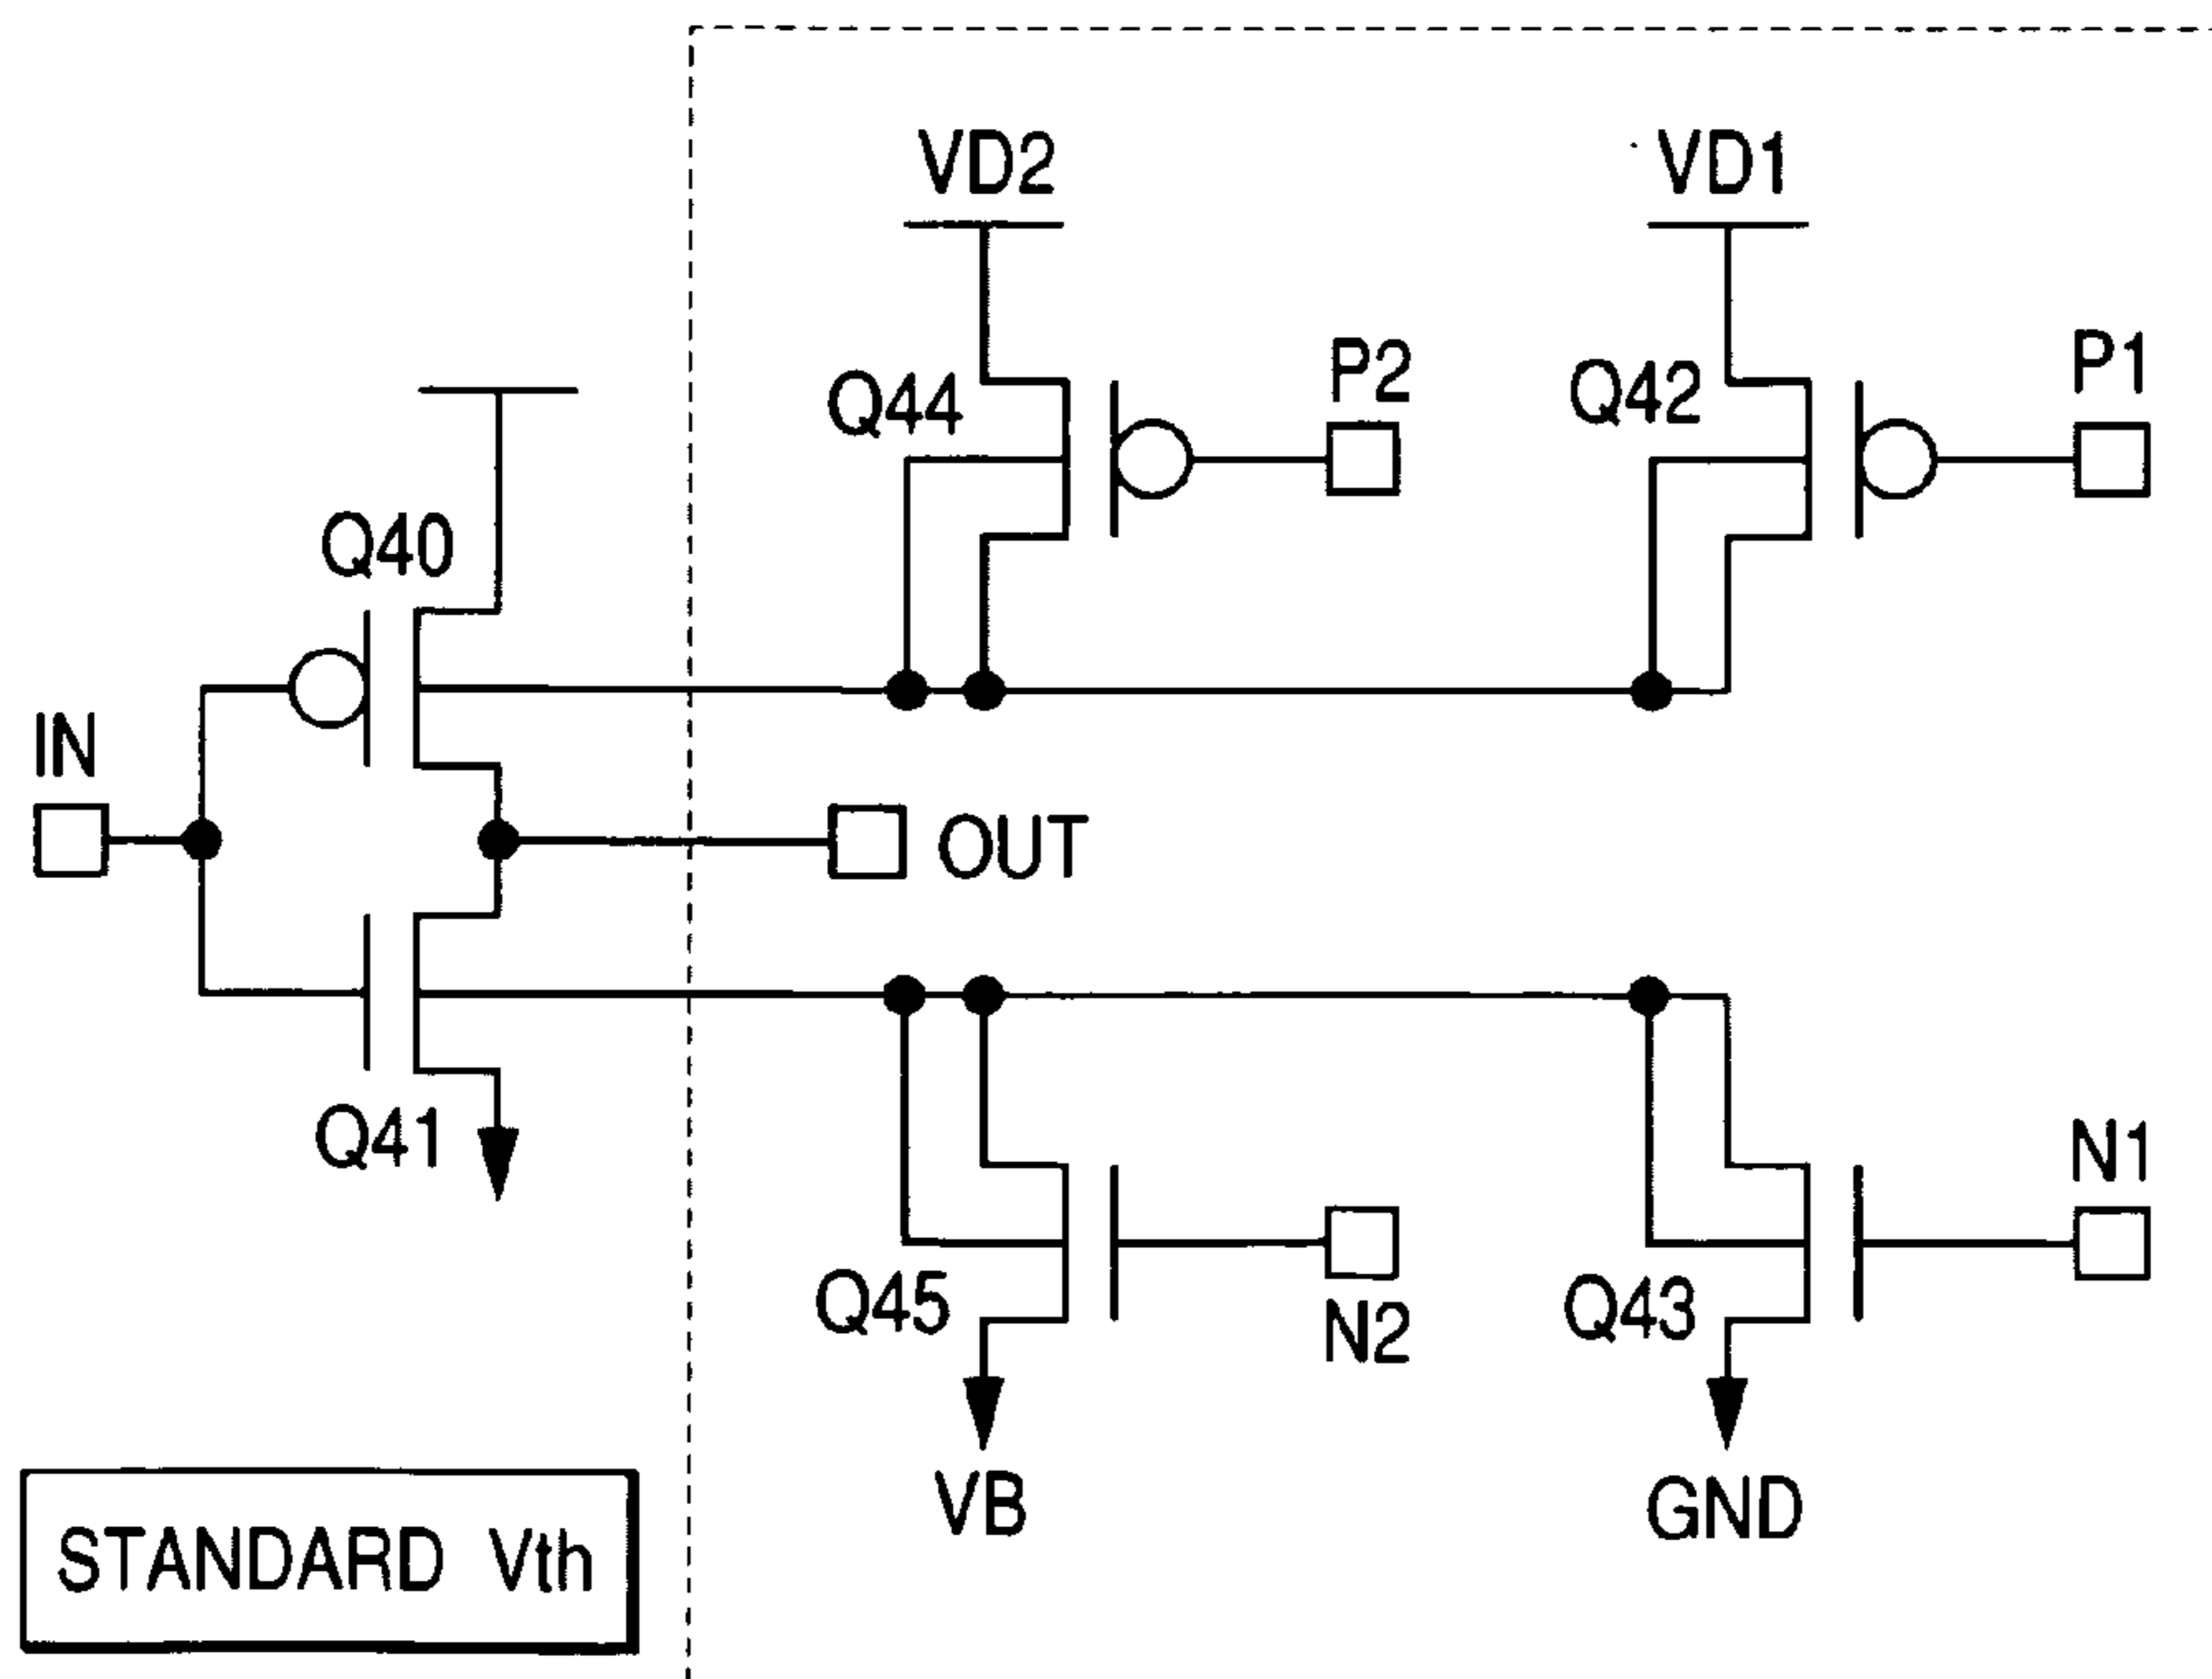 VD2
VD1
Q44
P2
Q42
P1
Q40
IN
OUT
Q41
Q45
N2
Q43
N1
VB
GND
STANDARD Vth